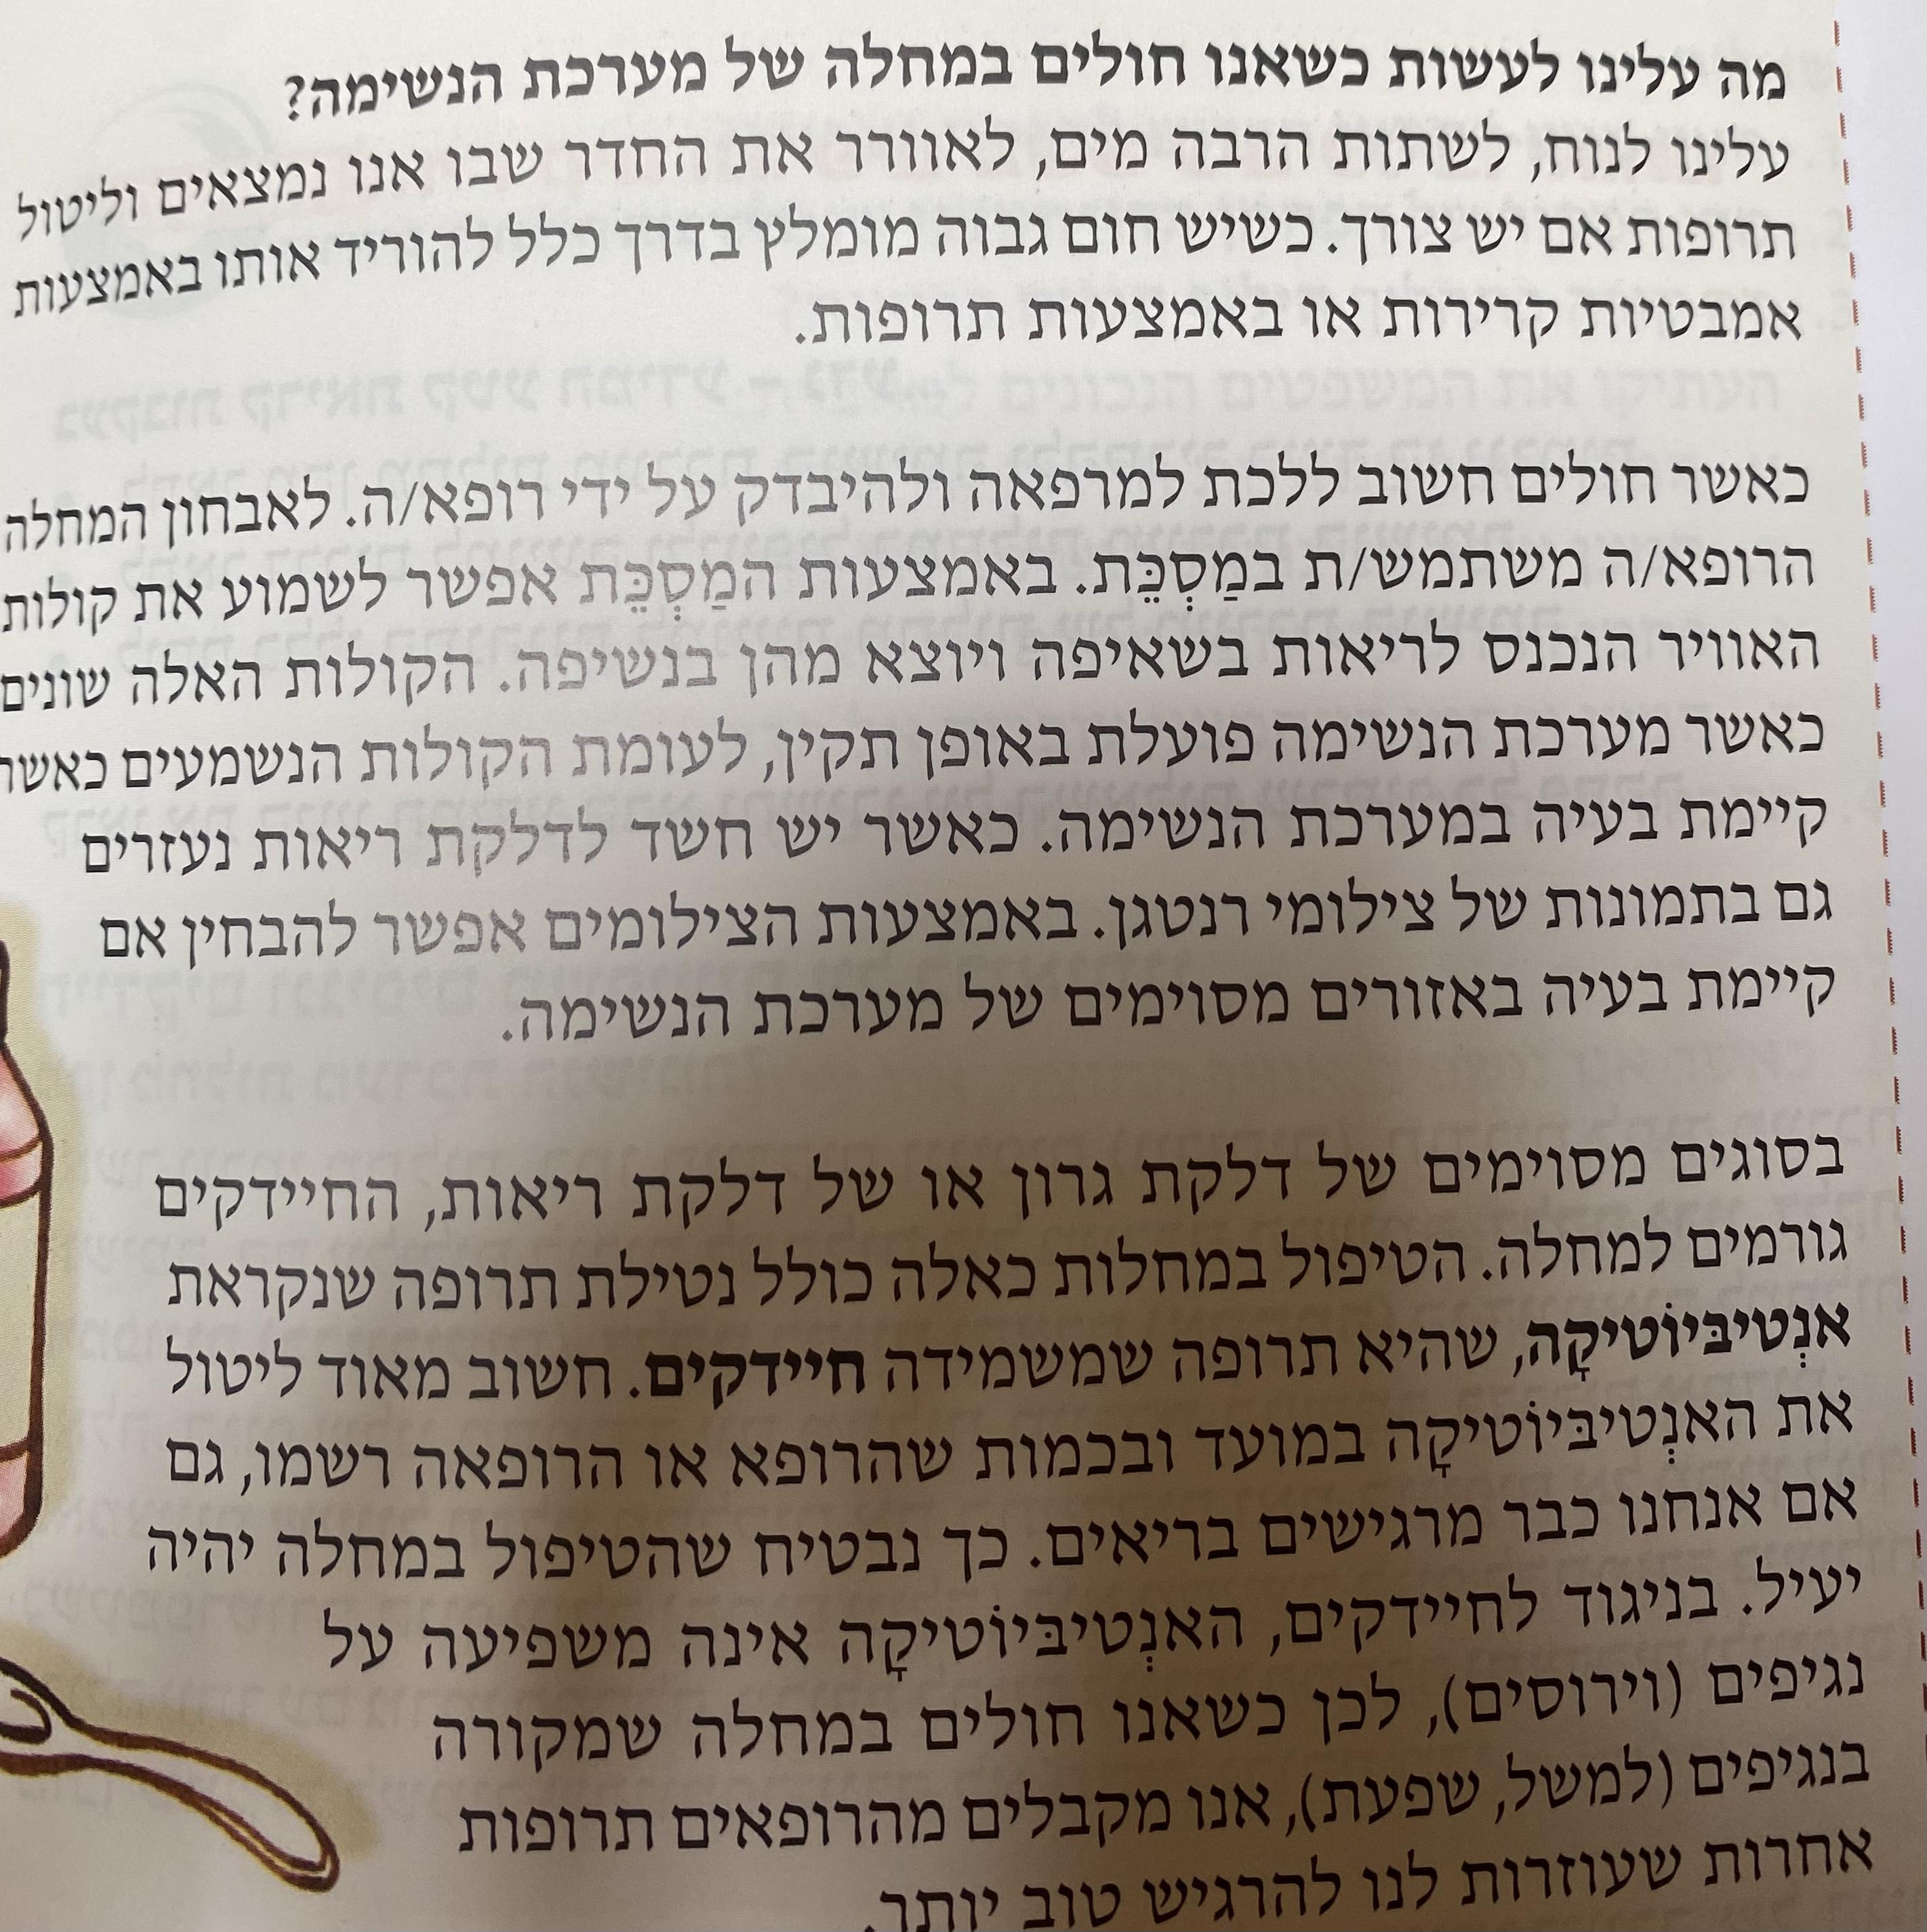 מה עלינו לעשות כשאנו חולים במחלה של מערכת הנשימה?
עלינו לנוח, לשתות הרבה מים, לאוורר את החדר שבו אנו נמצאים וליטול
תרופות אם יש צורך. כשיש חום גבוה מומלץ בדרך כלל להוריד אותו באמצעות
אמבטיות קרירות או באמצעות תרופות.
כאשר חולים חשוב ללכת למרפאה ולהיבדק על ידי רופא/ה. לאבחון המחלה
הרופא/ה משתמש/ת במַסְכֵּת. באמצעות המַסְכֵּת אפשר לשמוע את קולות
האוויר הנכנס לריאות בשאיפה ויוצא מהן בנשיפה. הקולות האלה שונים
כאשר מערכת הנשימה פועלת באופן תקין, לעומת הקולות הנשמעים כאשר
קיימת בעיה במערכת הנשימה. כאשר יש חשד לדלקת ריאות נעזרים
גם בתמונות של צילומי רנטגן. באמצעות הצילומים אפשר להבחין אם
קיימת בעיה באזורים מסוימים של מערכת הנשימה.
בסוגים מסוימים של דלקת גרון או של דלקת ריאות, החיידקים
גורמים למחלה. הטיפול במחלות כאלה כולל נטילת תרופה שנקראת
אנְטיבּיוֹטיקָה, שהיא תרופה שמשמידה חיידקים. חשוב מאוד ליטול
את האנְטיבּיוֹטיקָה במועד ובכמות שהרופא או הרופאה רשמו, גם
אם אנחנו כבר מרגישים בריאים. כך נבטיח שהטיפול במחלה יהיה
יעיל. בניגוד לחיידקים, האנְטיבּיוֹטיקָה אינה משפיעה על
נגיפים (וירוסים), לכן כשאנו חולים במחלה שמקורה
בנגיפים (למשל, שפעת), אנו מקבלים מהרופאים תרופות
אחרות שעוזרות לנו להרגיש טוב יותר.